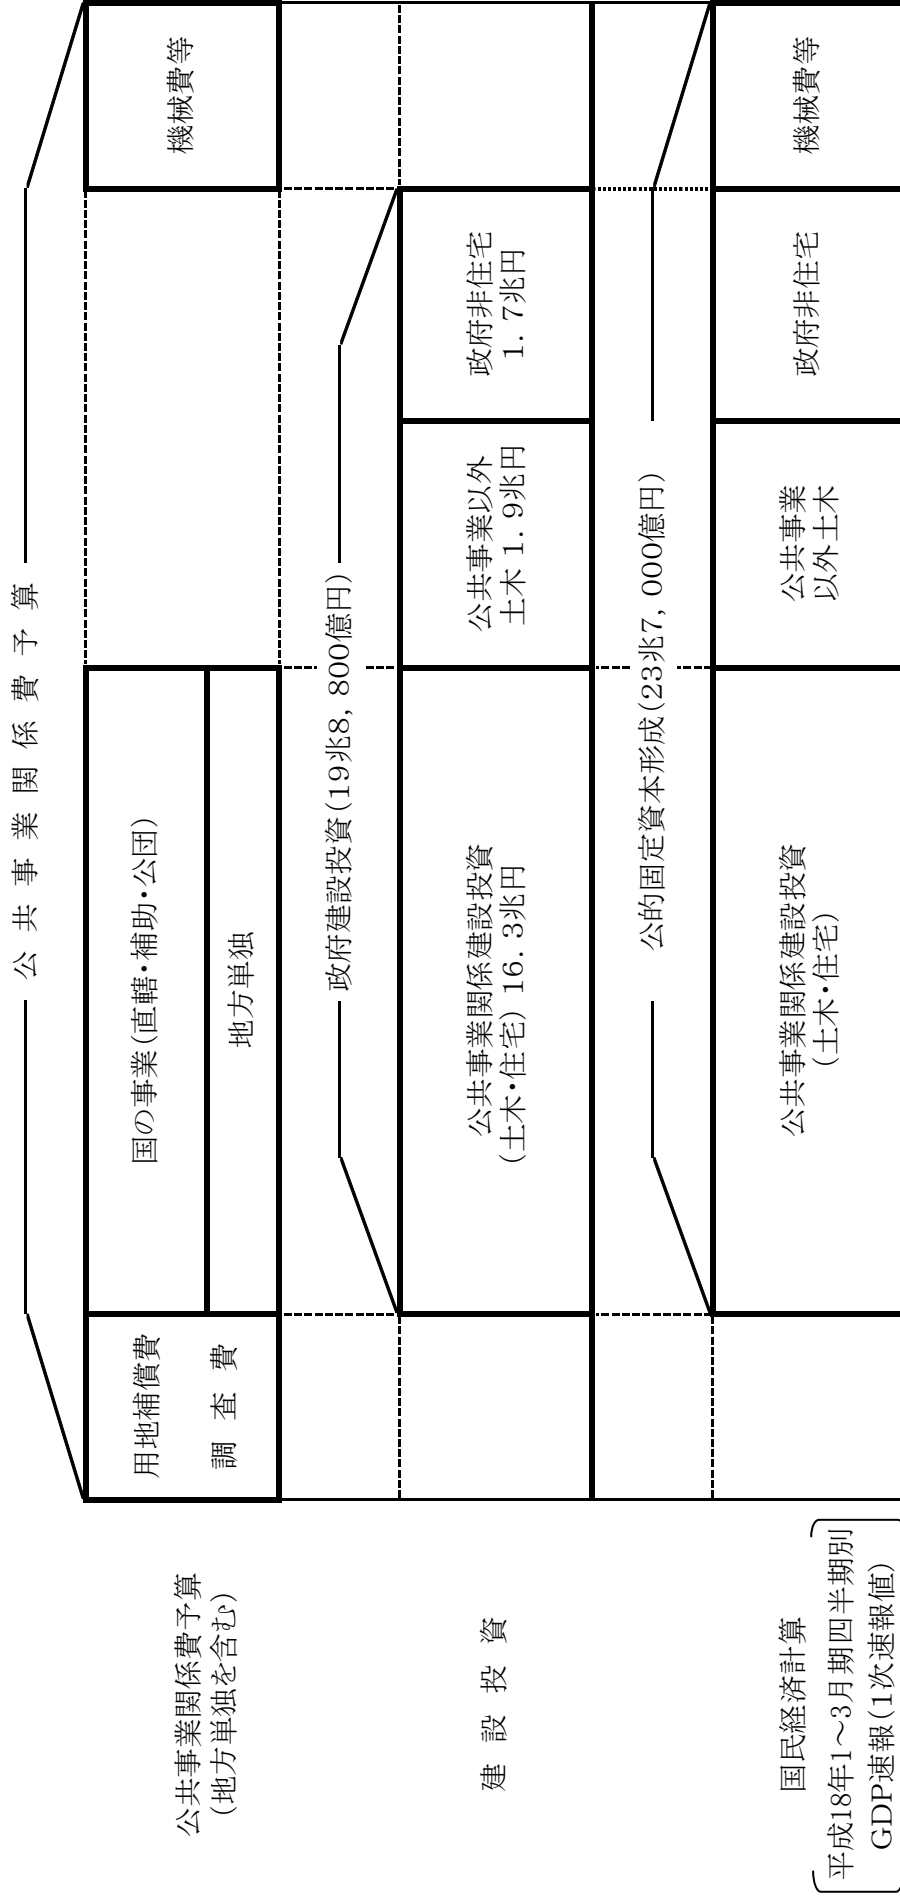 公共事業関係費予算
公共事業関係費予算
(地方単独を含む)
用地補償費
調査費
国の事業(直轄・補助・公団)
地方単独
機械費等
政府建設投資(19兆8,800億円)
建設投資
公共事業関係建設投資
(土木・住宅) 16.3兆円
公共事業以外
土木 1.9兆円
政府非住宅
1.7兆円
公的固定資本形成(23兆7,000億円)
国民経済計算
平成18年1～3月期四半期別
GDP速報(1次速報値)
公共事業関係建設投資
(土木・住宅)
公共事業
以外土木
政府非住宅
機械費等